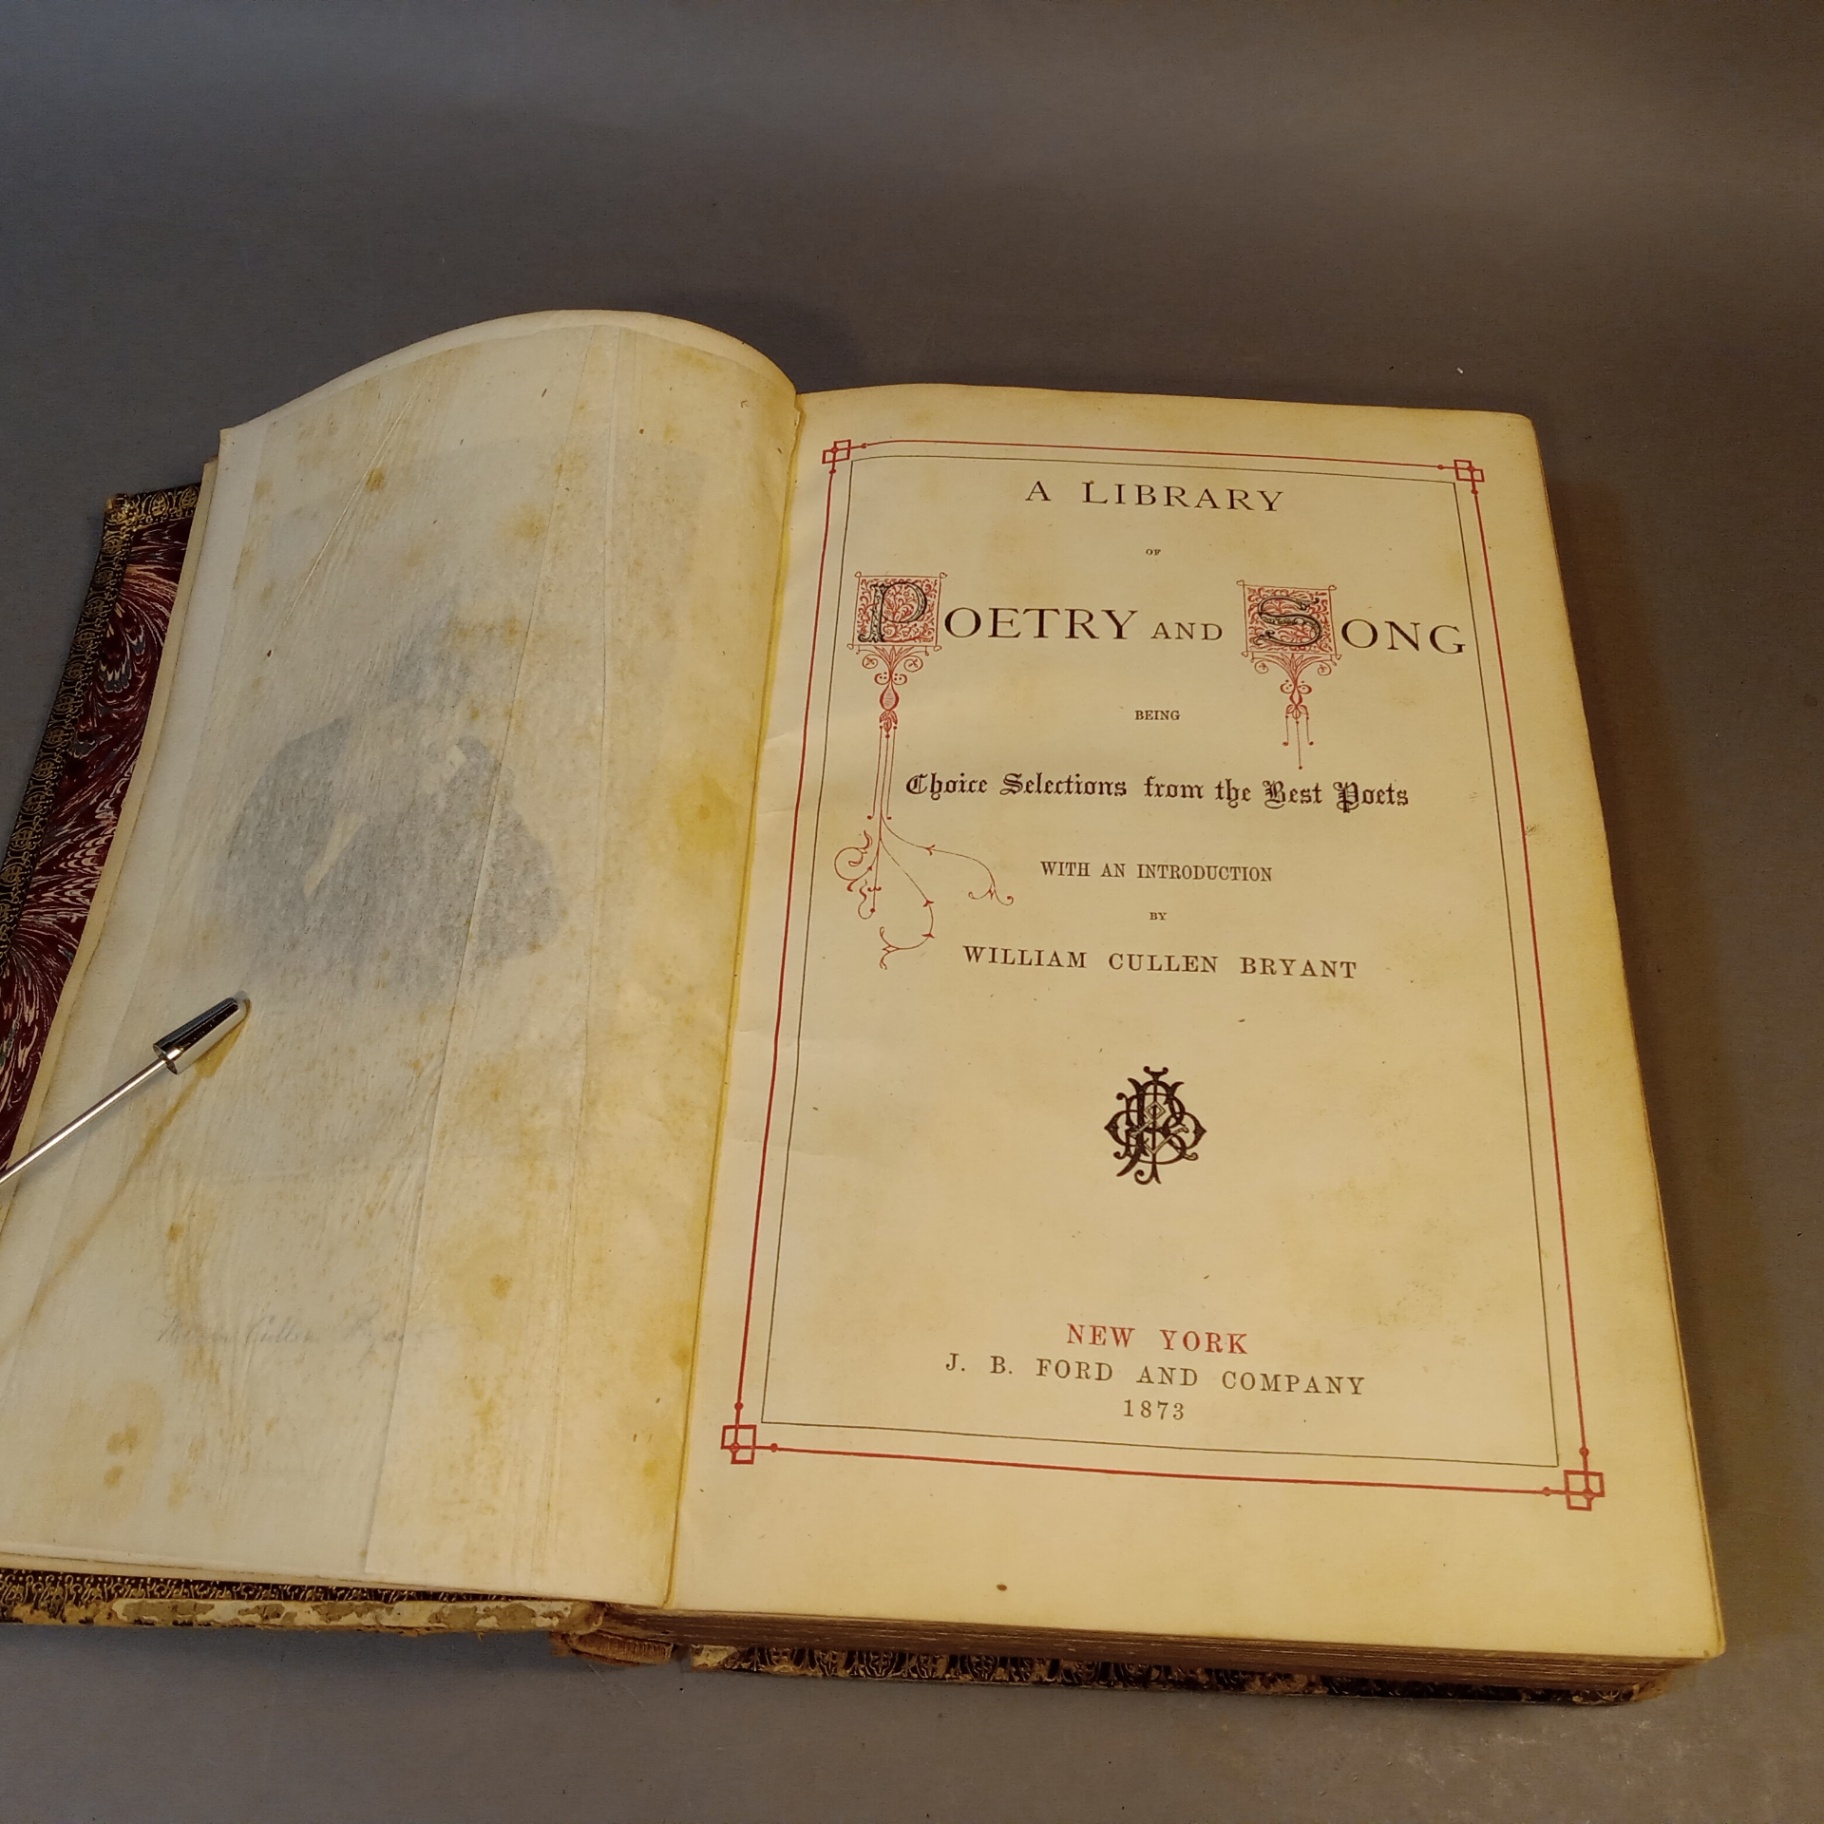 A LIBRARY
OF
POETRY AND SONG
BEING
Choice Selections from the Best Poets
WITH AN INTRODUCTION
BY
WILLIAM CULLEN BRYANT
NEW YORK
J. B. FORD AND COMPANY
1873